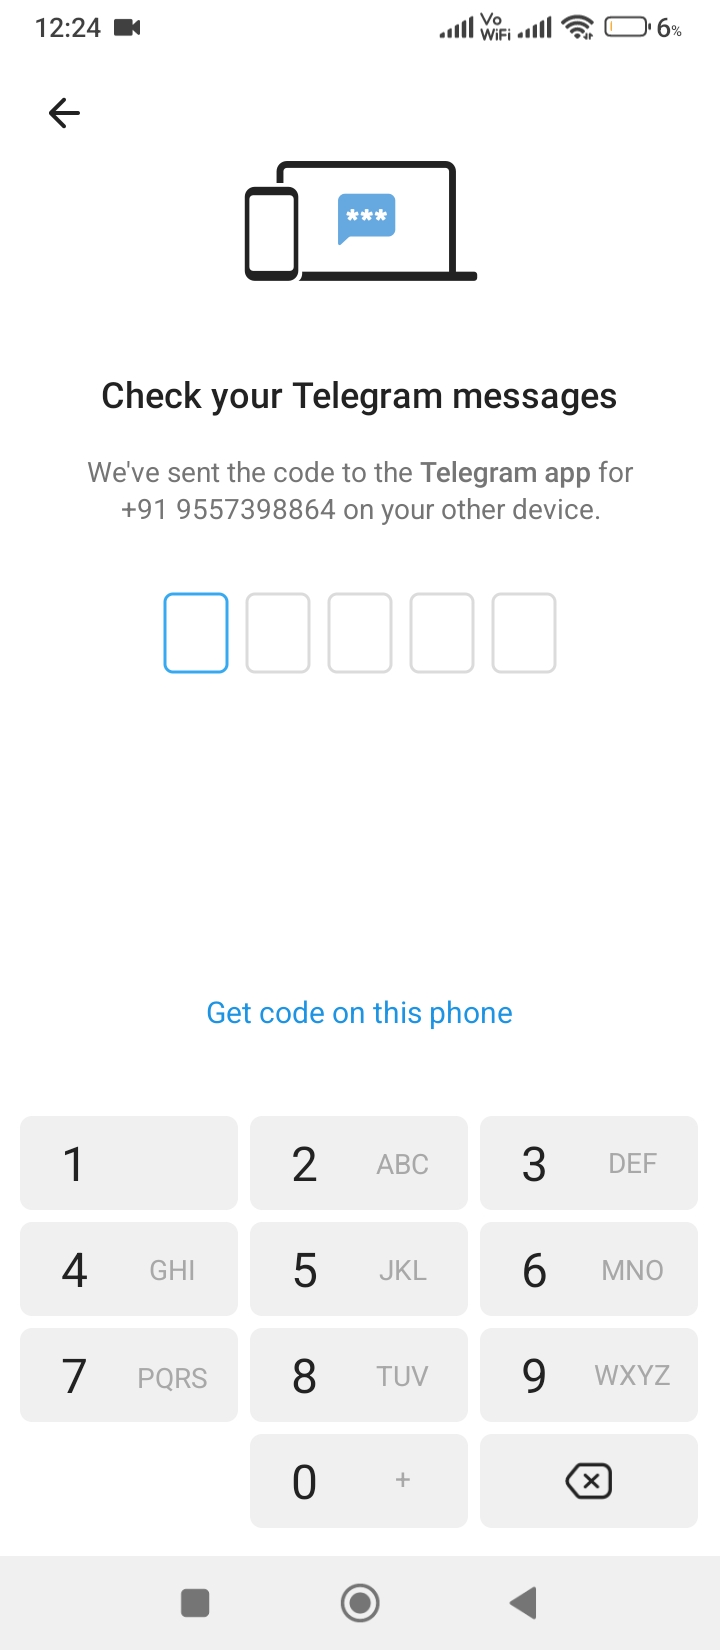 12:24
Vo
WiFi
6%
***
Check your Telegram messages
We've sent the code to the Telegram app for
+91 9557398864 on your other device.
Get code on this phone
1
2 ABC
3 DEF
4 GHI
5 JKL
6 MNO
7 PQRS
8 TUV
9 WXYZ
0 +